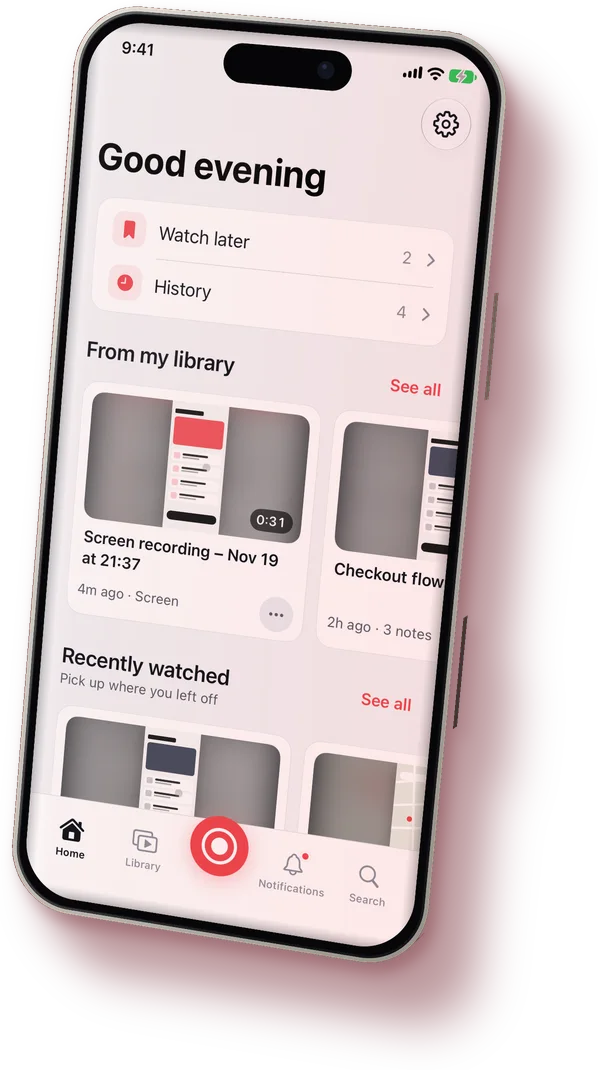 9:41
Good evening
Watch later
2
History
4
From my library
See all
0:31
Screen recording – Nov 19
at 21:37
4m ago · Screen
Checkout flow
2h ago · 3 notes
Recently watched
Pick up where you left off
See all
Home
Library
Notifications
Search